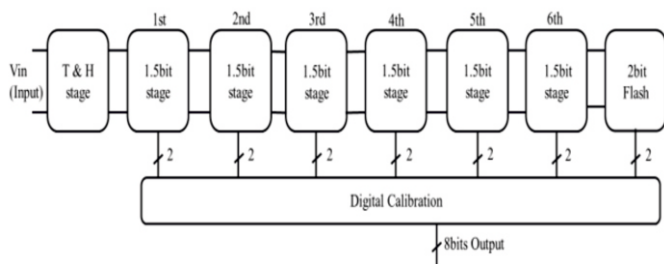 1st 2nd 3rd 4th 5th 6th
Vin
(Input)
T & H
stage
1.5bit
stage
1.5bit
stage
1.5bit
stage
1.5bit
stage
1.5bit
stage
1.5bit
stage
2bit
Flash
2 2 2 2 2 2 2
Digital Calibration
8bits Output